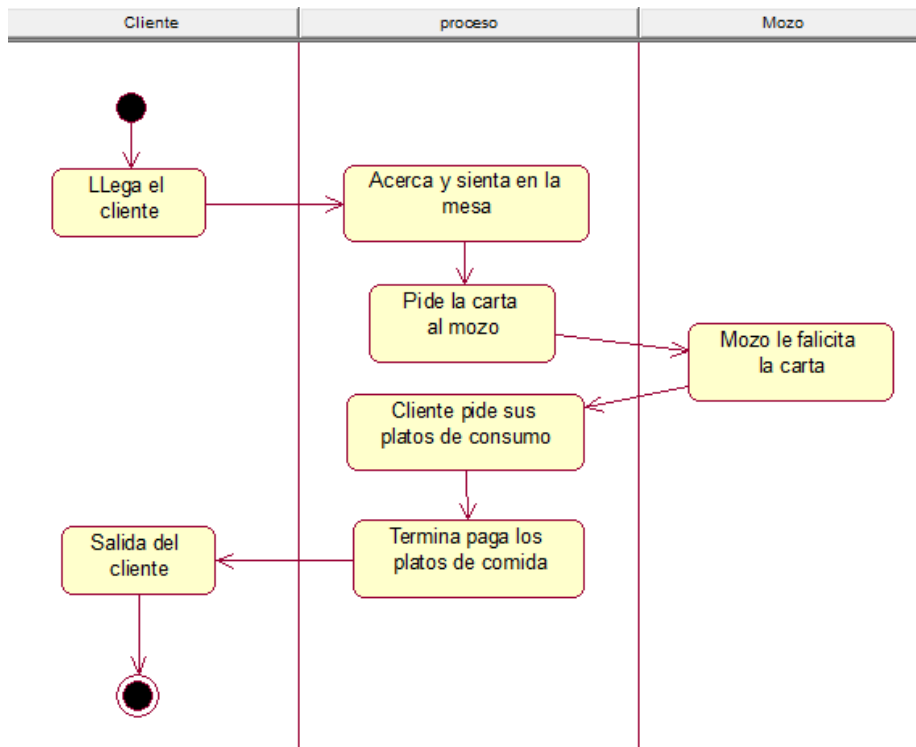 Cliente
proceso
Mozo
LLega el
cliente
Acerca y sienta en la
mesa
Pide la carta
al mozo
Mozo le falicita
la carta
Cliente pide sus
platos de consumo
Termina paga los
platos de comida
Salida del
cliente